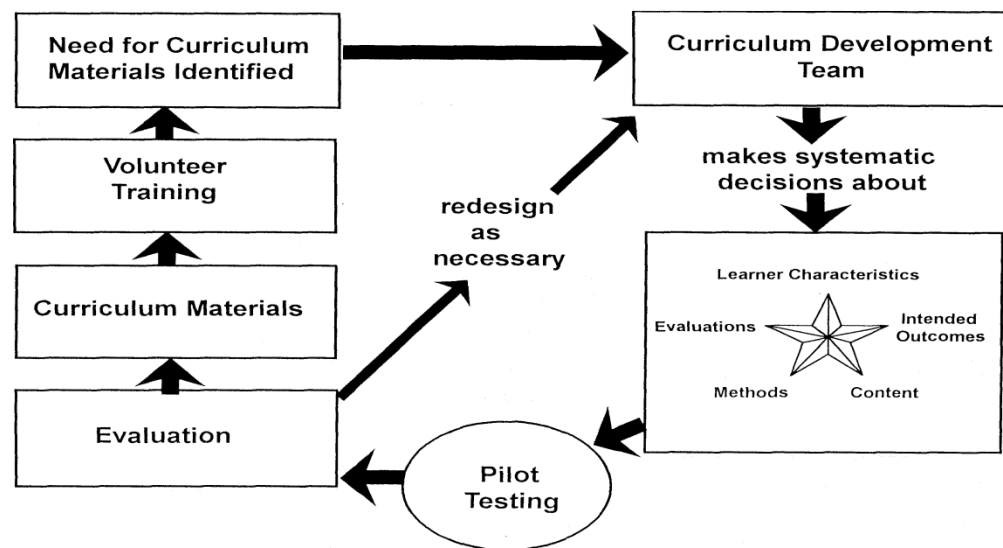 Need for Curriculum
Materials Identified
Curriculum Development
Team
Volunteer
Training
makes systematic
decisions about
redesign
as
necessary
Learner Characteristics
Curriculum Materials
Evaluations
Intended
Outcomes
Methods
Content
Evaluation
Pilot
Testing